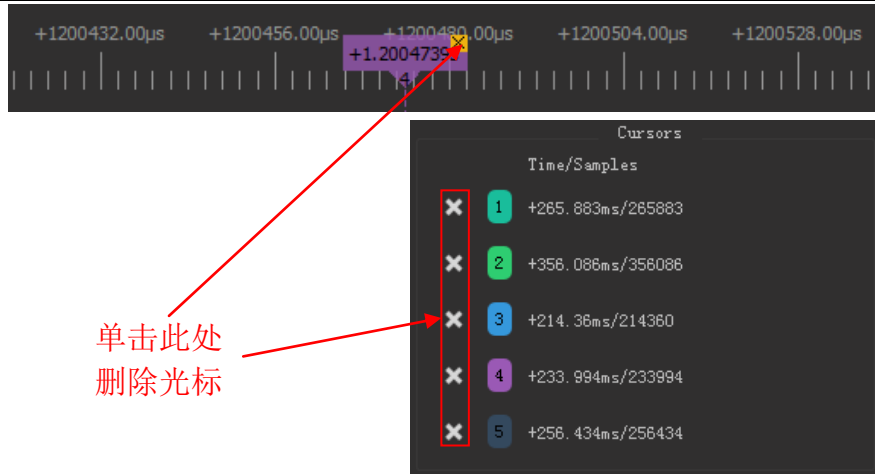 +1200432.00μs +1200456.00μs +1200480.00μs +1200504.00μs +1200528.00μs
+1.2004739
4
Cursors
Time/Samples
1 +265.883ms/265883
2 +356.086ms/356086
3 +214.36ms/214360
4 +233.994ms/233994
5 +256.434ms/256434
单击此处
删除光标